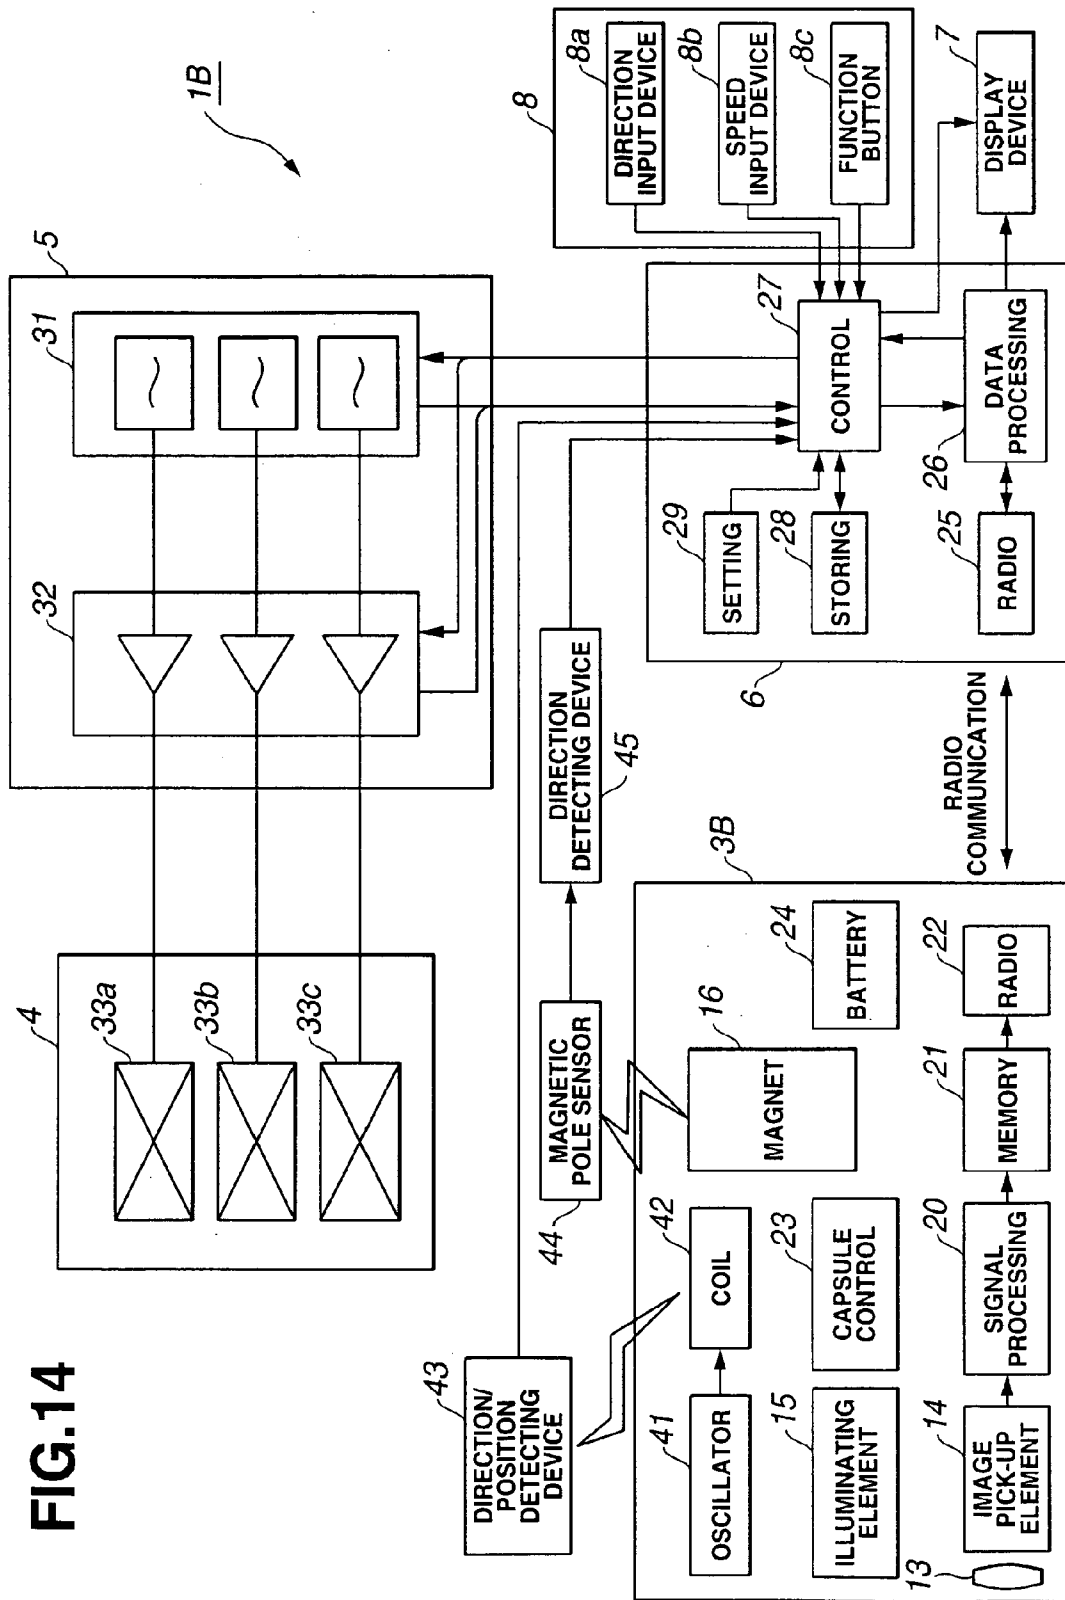 FIG.14
1B
4
33a
33b
33c
5
32
31
8
8a
DIRECTION
INPUT DEVICE
8b
SPEED
INPUT DEVICE
8c
FUNCTION
BUTTON
7
DISPLAY
DEVICE
43
DIRECTION/
POSITION
DETECTING
DEVICE
44
MAGNETIC
POLE SENSOR
DIRECTION
DETECTING DEVICE
45
6
29
SETTING
28
STORING
27
CONTROL
25
RADIO
26
DATA
PROCESSING
RADIO
COMMUNICATION
3B
41
OSCILLATOR
42
COIL
16
MAGNET
24
BATTERY
15
ILLUMINATING
ELEMENT
23
CAPSULE
CONTROL
13
14
IMAGE
PICK-UP
ELEMENT
20
SIGNAL
PROCESSING
21
MEMORY
22
RADIO